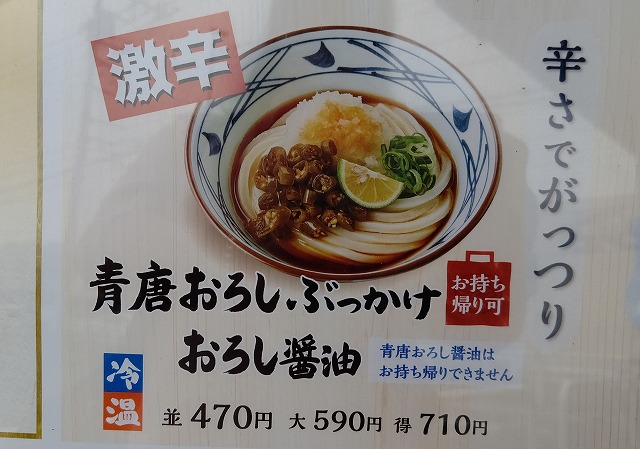 激辛
辛さでがっつり
青唐おろしぶっかけ
お持ち
帰り可
おろし醤油
青唐おろし醤油は
お持ち帰りできません
冷
温
並 470円 大 590円 得 710円